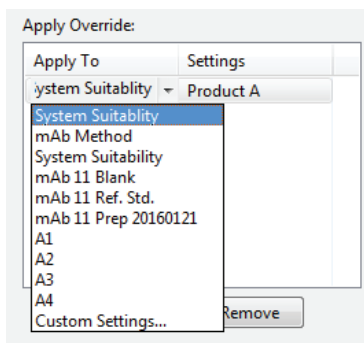 Apply Override:
Apply To Settings
ystem Suitablity Product A
System Suitablity
mAb Method
System Suitability
mAb 11 Blank
mAb 11 Ref. Std.
mAb 11 Prep 20160121
A1
A2
A3
A4
Custom Settings...
Remove